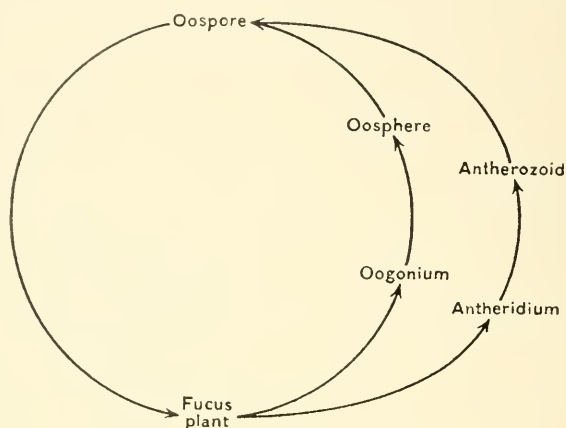 Oospore
Oosphere
Antherozoid
Oogonium
Antheridium
Fucus
plant